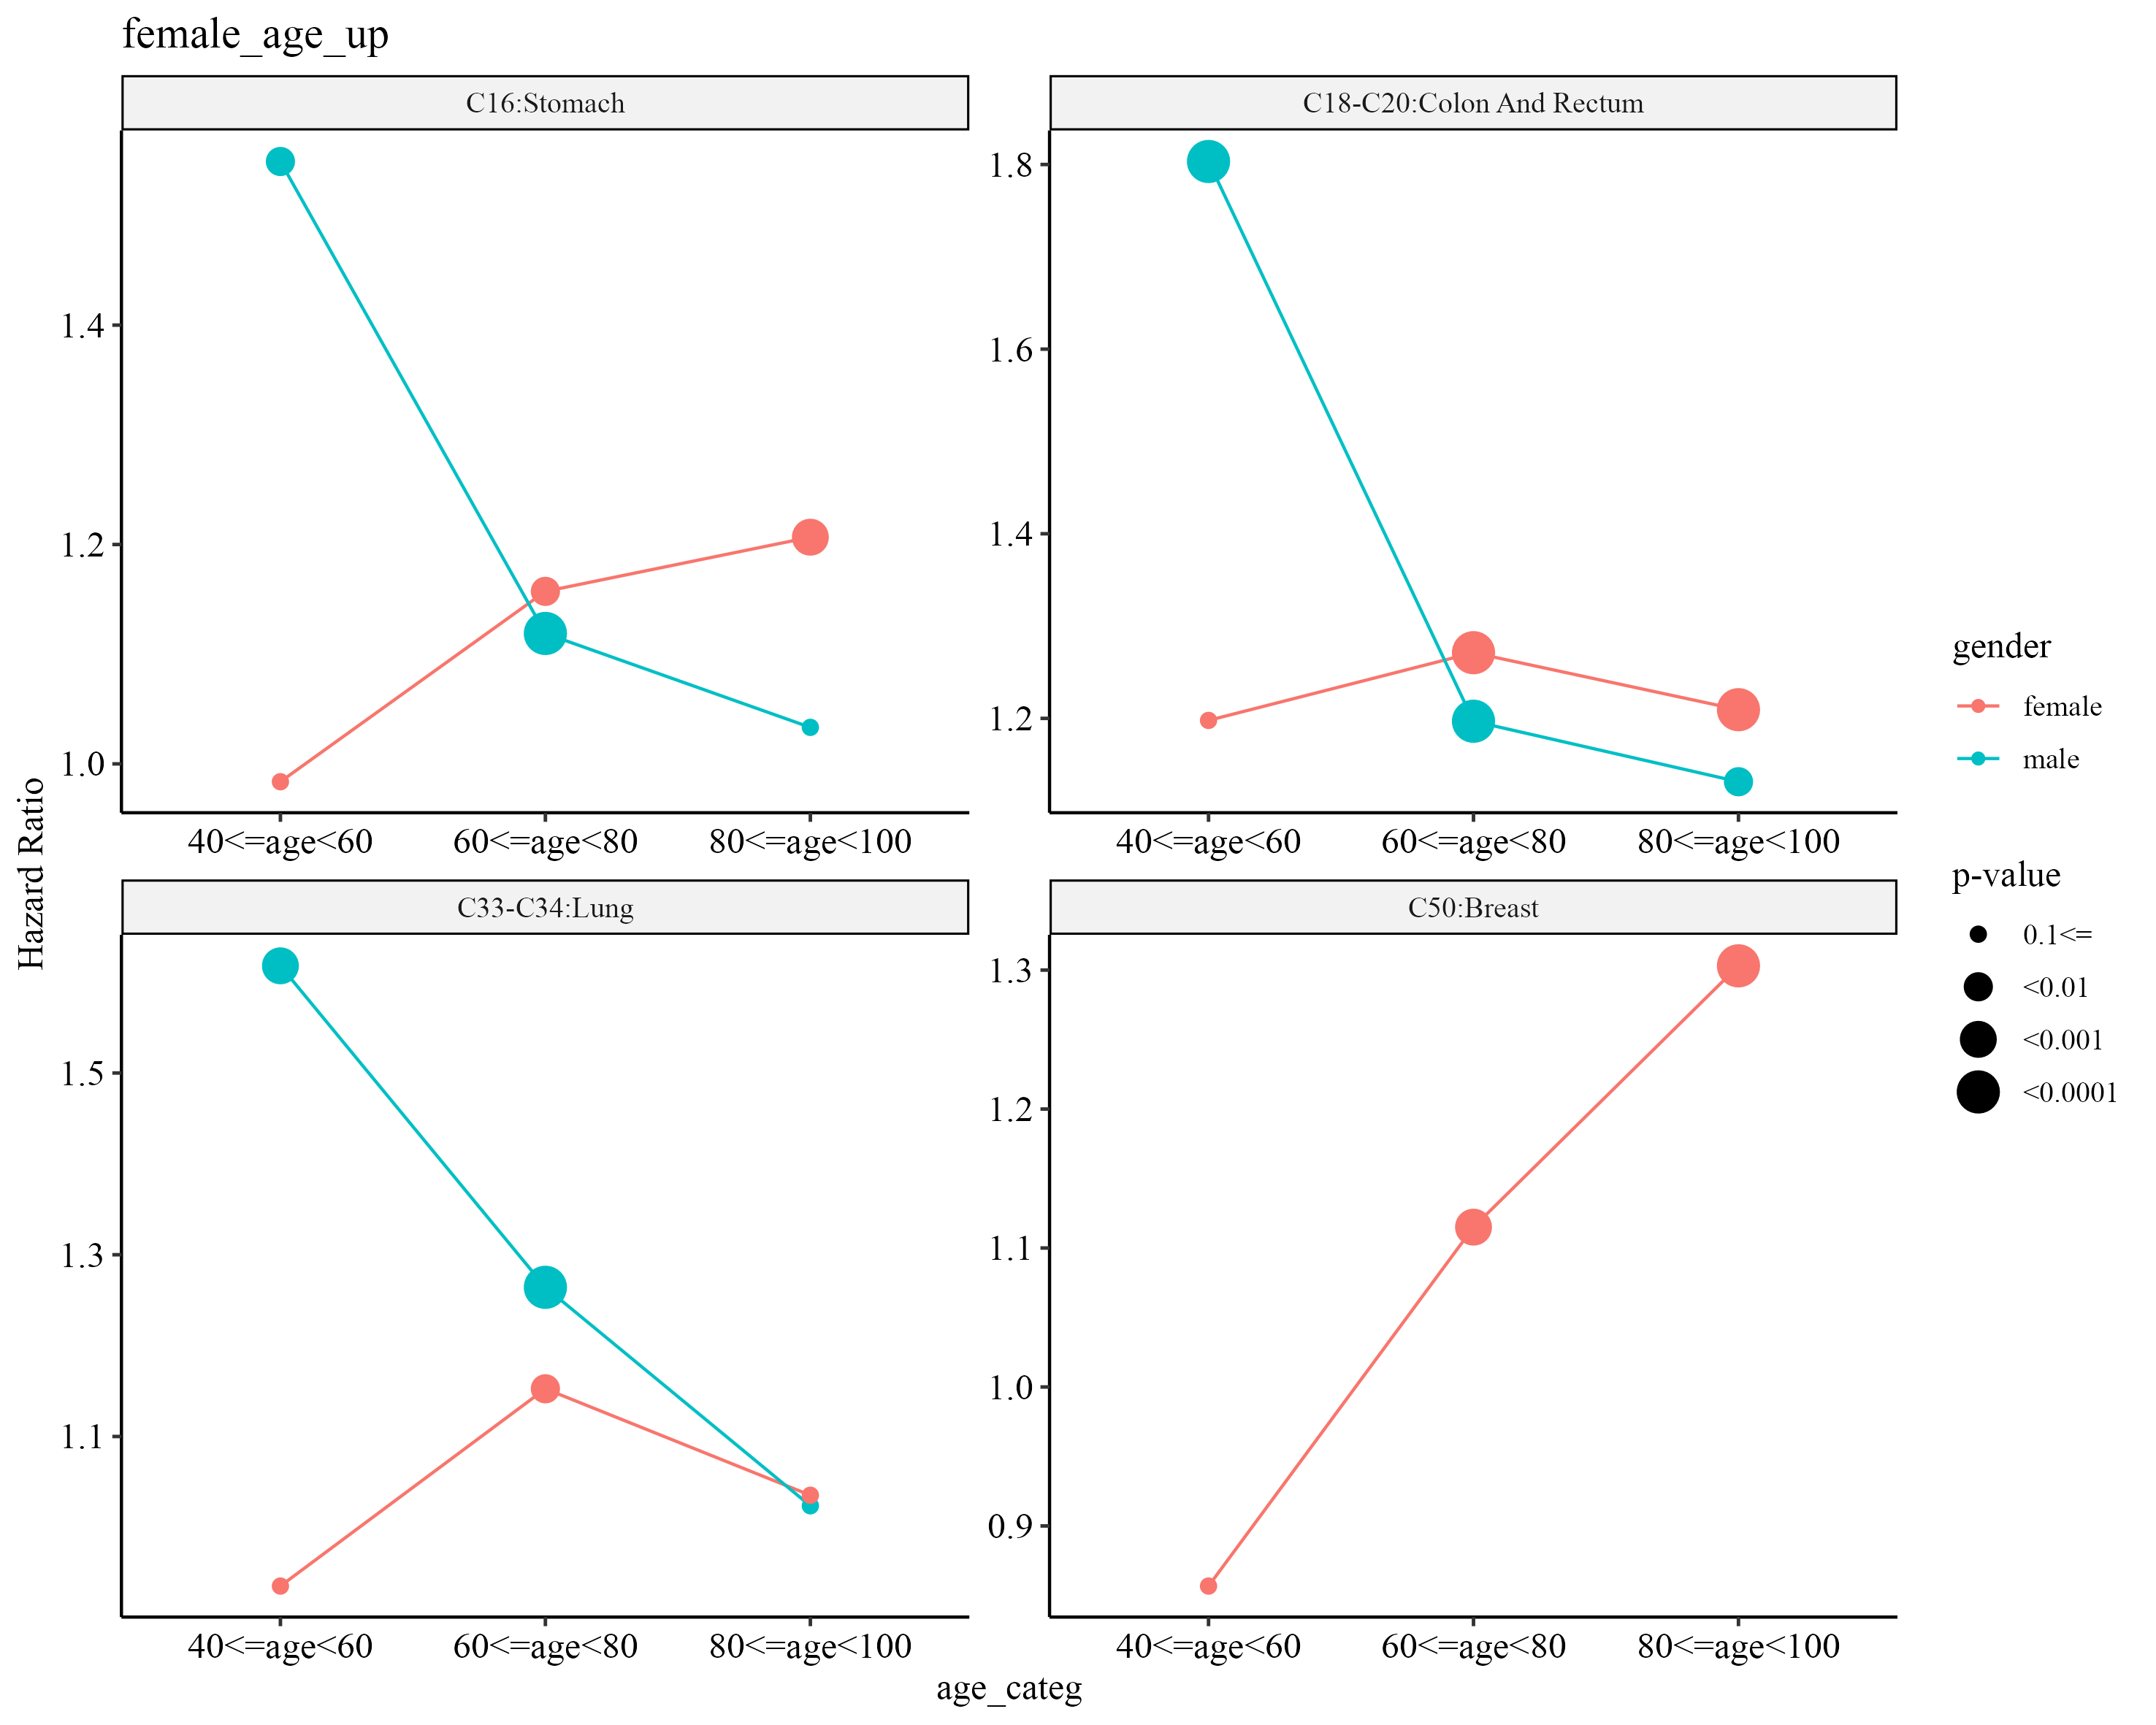 female_age_up
C16:Stomach
C18-C20:Colon And Rectum
1.4
1.2
1.0
1.8
1.6
1.4
1.2
40<=age<60
60<=age<80
80<=age<100
40<=age<60
60<=age<80
80<=age<100
C33-C34:Lung
C50:Breast
1.5
1.3
1.1
1.3
1.2
1.1
1.0
0.9
40<=age<60
60<=age<80
80<=age<100
40<=age<60
60<=age<80
80<=age<100
Hazard Ratio
age_categ
gender
female
male
p-value
0.1<=
<0.01
<0.001
<0.0001